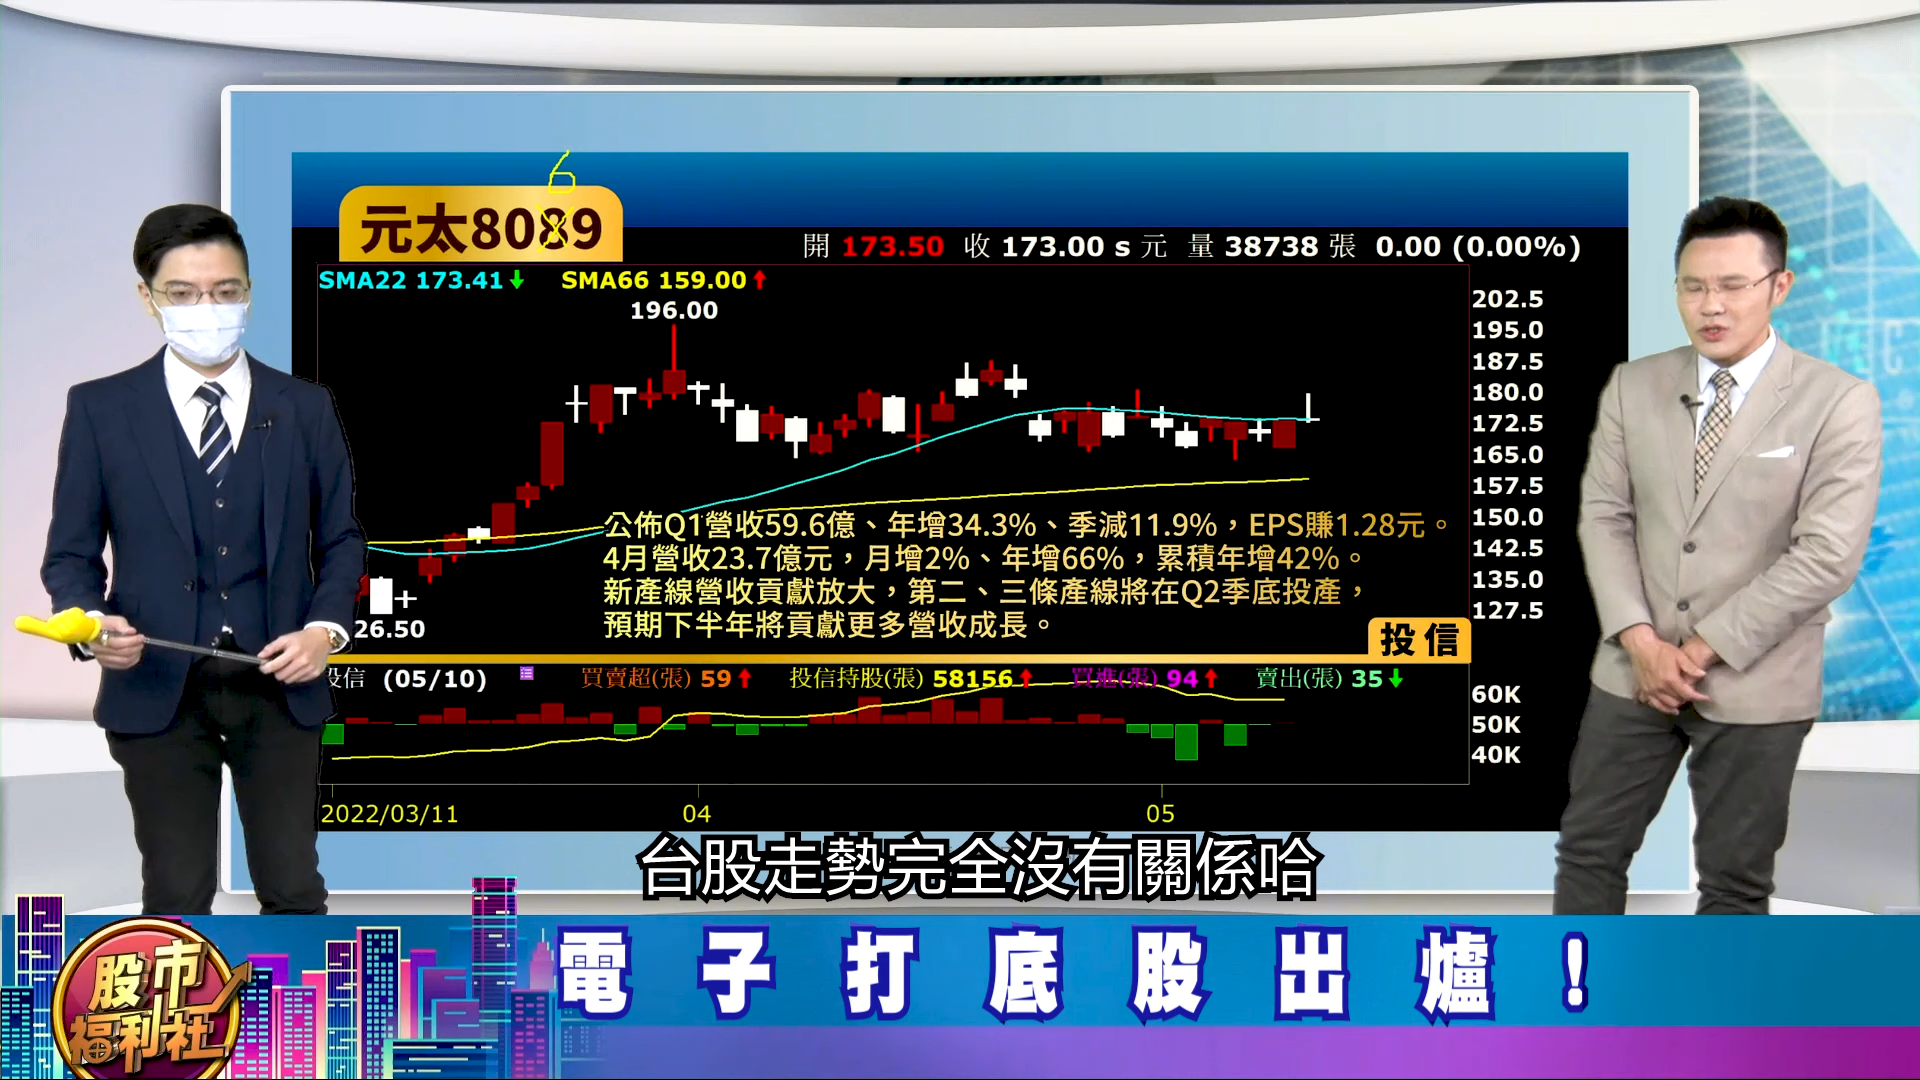 6
元太8089
開 173.50 收 173.00 s 元 量 38738 張 0.00 (0.00%)
SMA22 173.41↓ SMA66 159.00↑
196.00
202.5
195.0
187.5
180.0
172.5
165.0
157.5
150.0
142.5
135.0
127.5
公佈Q1營收59.6億、年增34.3%、季減11.9%，EPS賺1.28元。
4月營收23.7億元，月增2%、年增66%，累積年增42%。
新產線營收貢獻放大，第二、三條產線將在Q2季底投產，
預期下半年將貢獻更多營收成長。
26.50
投信
投信 (05/10) 買賣超(張) 59↑ 投信持股(張) 58156↑ 買進(張) 94↑ 賣出(張) 35↓
60K
50K
40K
2022/03/11 04 05
台股走勢完全沒有關係哈
電子打底股出爐！
股市
福利社